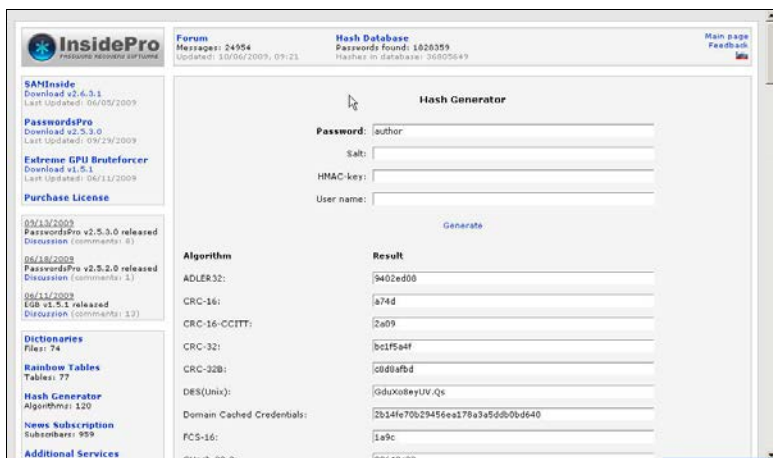 InsidePro
PASSWORD RECOVERY SOFTWARE
Forum
Messages: 24954
Updated: 10/06/2009, 09:21
Hash Database
Passwords found: 1828359
Hashes in database: 36805649
Main page
Feedback
SAMInside
Download v2.6.3.1
Last Updated: 06/05/2009
PasswordsPro
Download v2.5.3.0
Last Updated: 09/29/2009
Extreme GPU Bruteforcer
Download v1.5.1
Last Updated: 06/11/2009
Purchase License
09/13/2009
PasswordsPro v2.5.3.0 released
Discussion (comments: 8)
06/18/2009
PasswordsPro v2.5.2.0 released
Discussion (comments: 1)
06/11/2009
EGB v1.5.1 released
Discussion (comments: 13)
Dictionaries
Files: 74
Rainbow Tables
Tables: 77
Hash Generator
Algorithms: 120
News Subscription
Subscribers: 959
Additional Services
Hash Generator
Password: author
Salt:
HMAC-key:
User name:
Generate
Algorithm Result
ADLER32: 9402ed08
CRC-16: a74d
CRC-16-CCITT: 2a09
CRC-32: bc1f5a4f
CRC-32B: c8d8afbd
DES(Unix): GduXo8eyUV.Qs
Domain Cached Credentials: 2b14fe70b29456ea178a3a5ddb0bd640
FCS-16: 1a9c